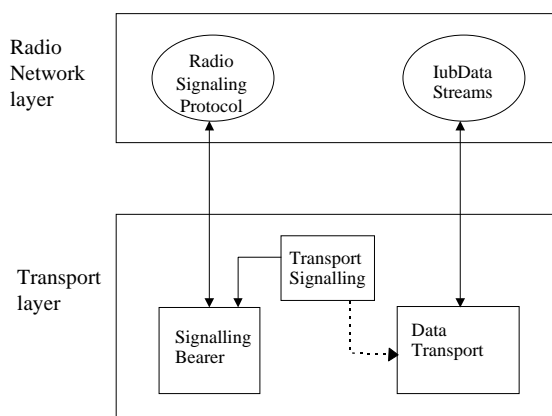 Radio
Network
layer
Radio
Signaling
Protocol
IubData
Streams
Transport
layer
Transport
Signalling
Signalling
Bearer
Data
Transport